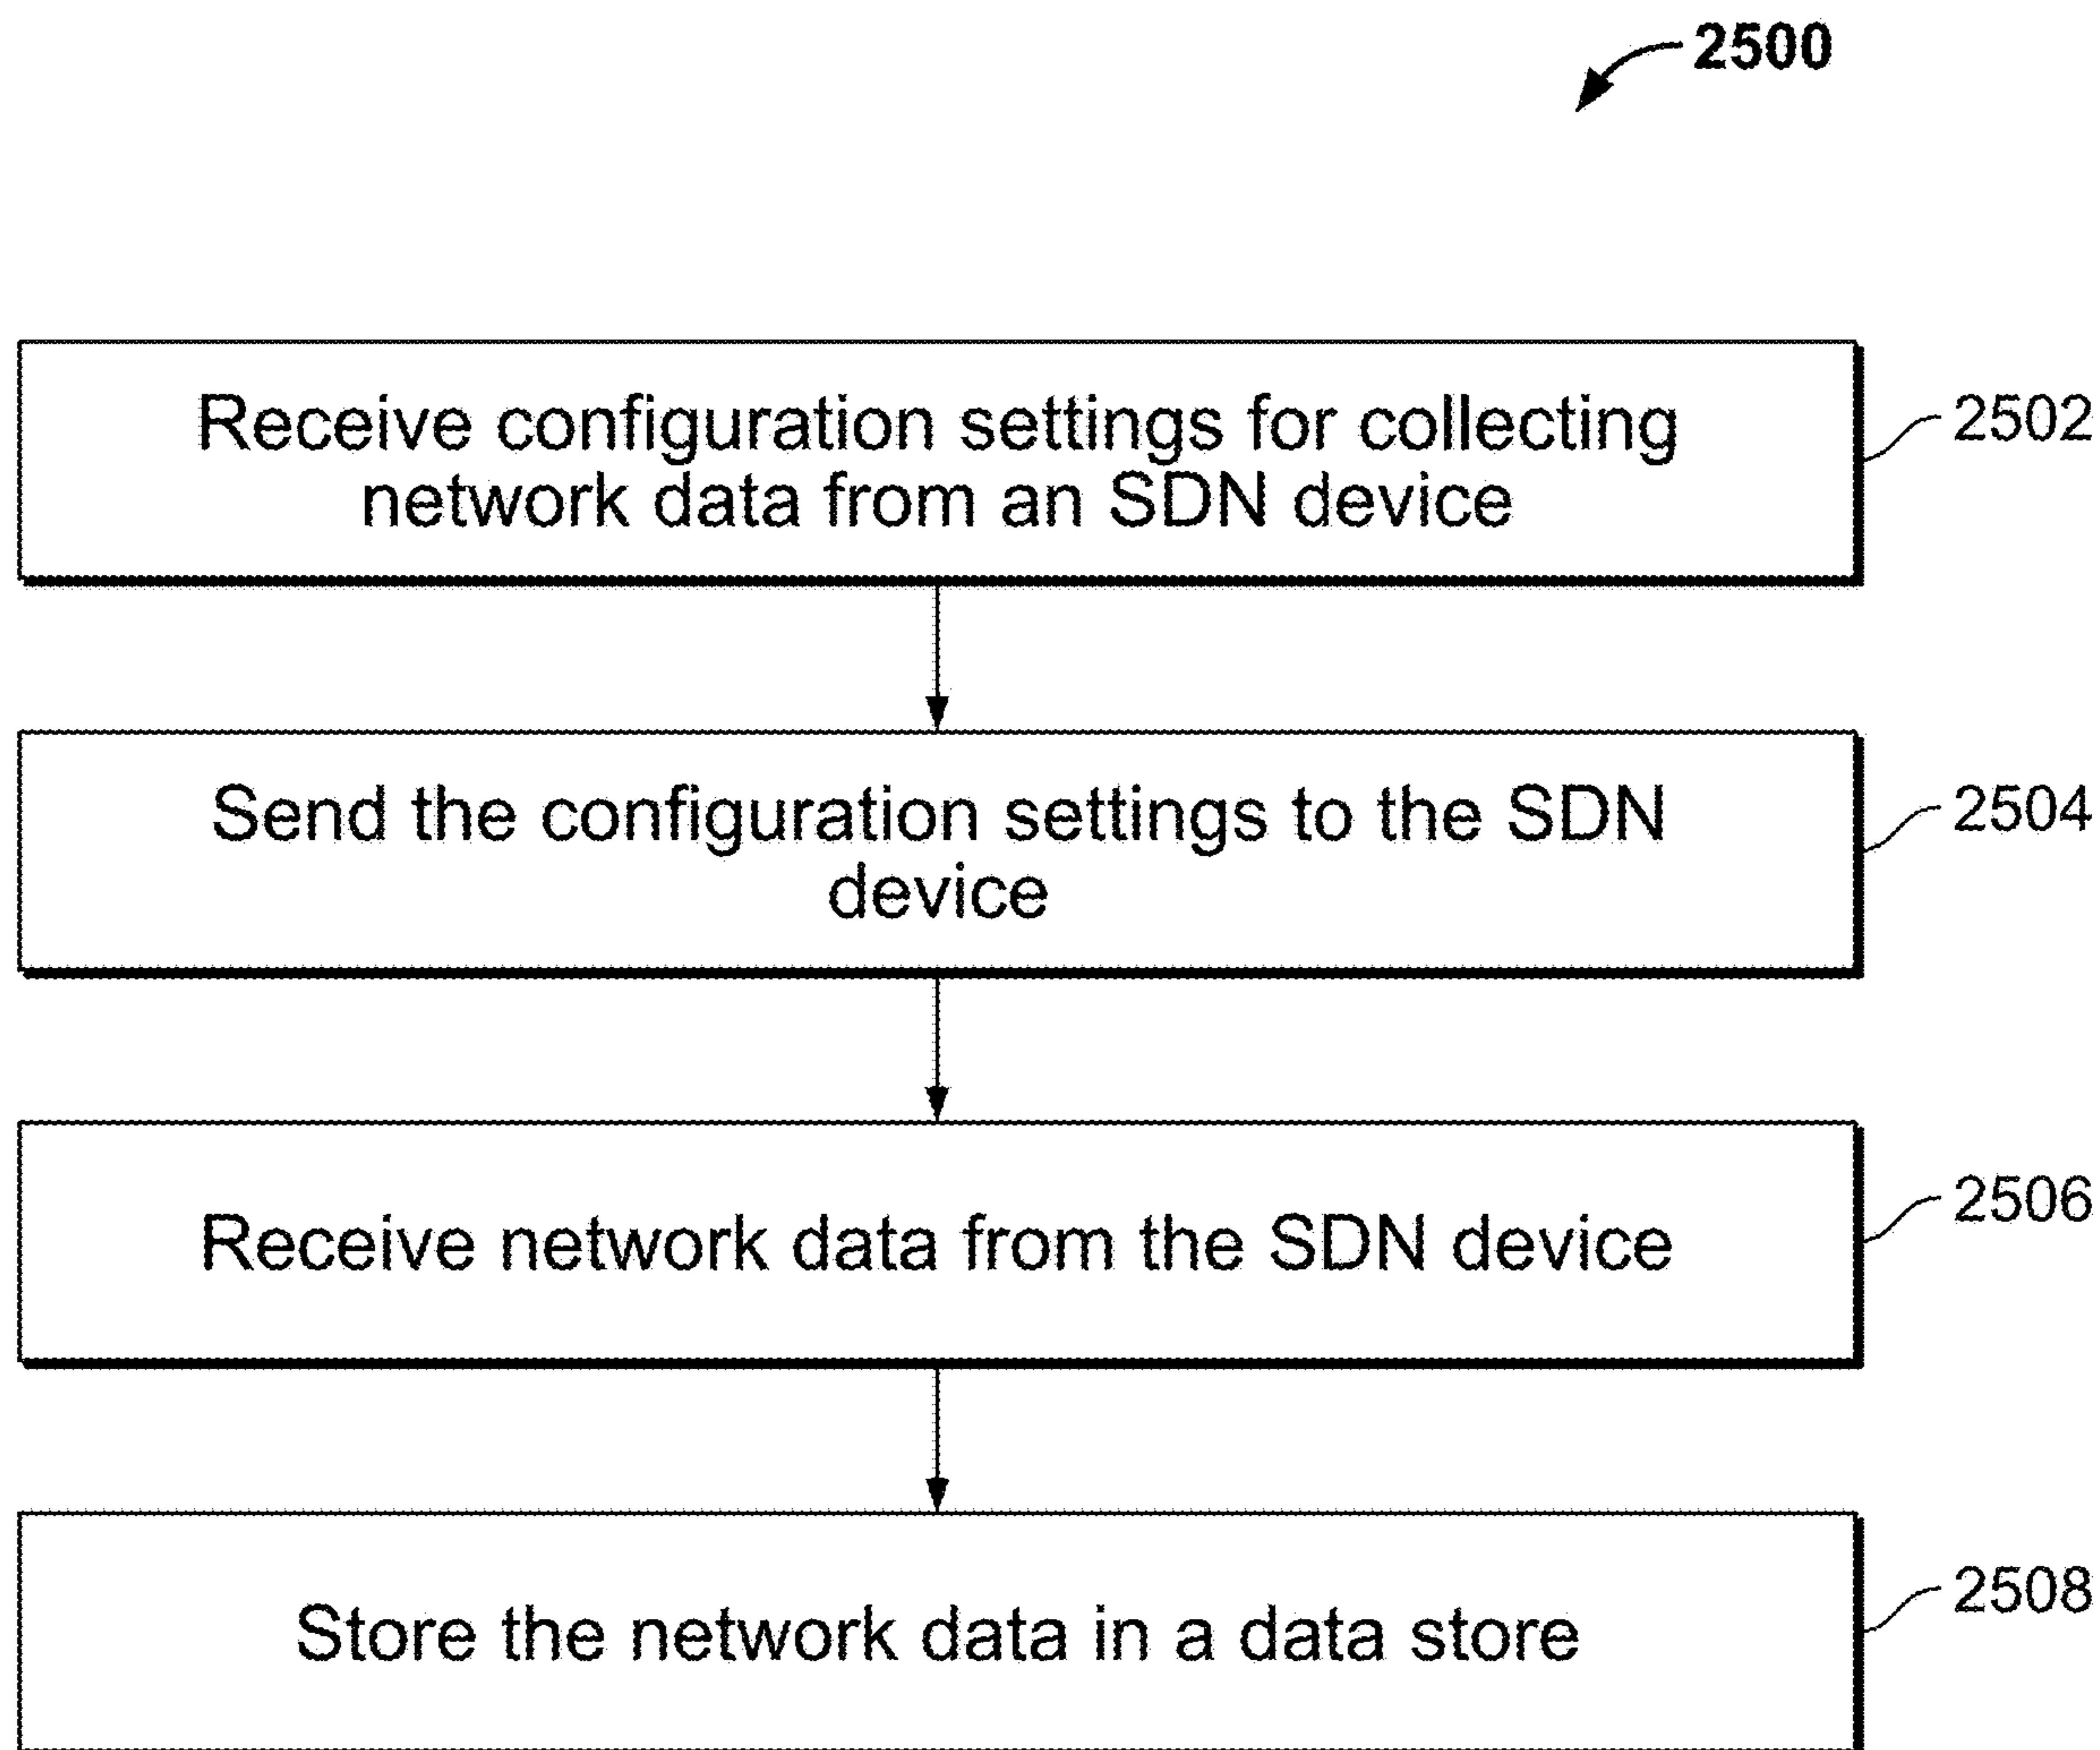 2500
Receive configuration settings for collecting
network data from an SDN device
2502
Send the configuration settings to the SDN
device
2504
Receive network data from the SDN device
2506
Store the network data in a data store
2508